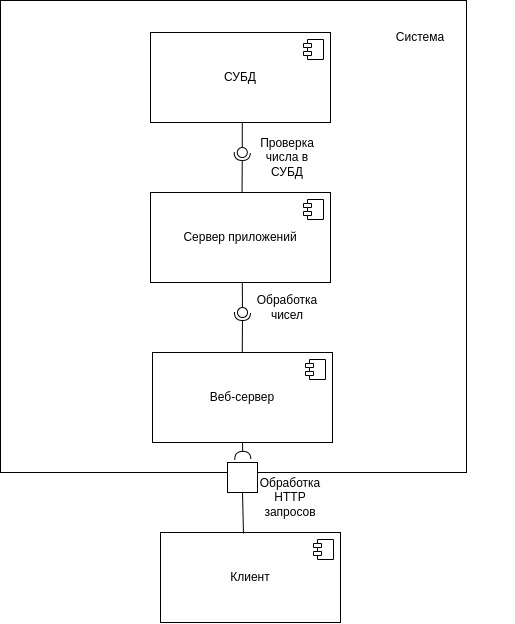 Система
СУБД
Проверка
числа в
СУБД
Сервер приложений
Обработка
чисел
Веб-сервер
Обработка
HTTP
запросов
Клиент